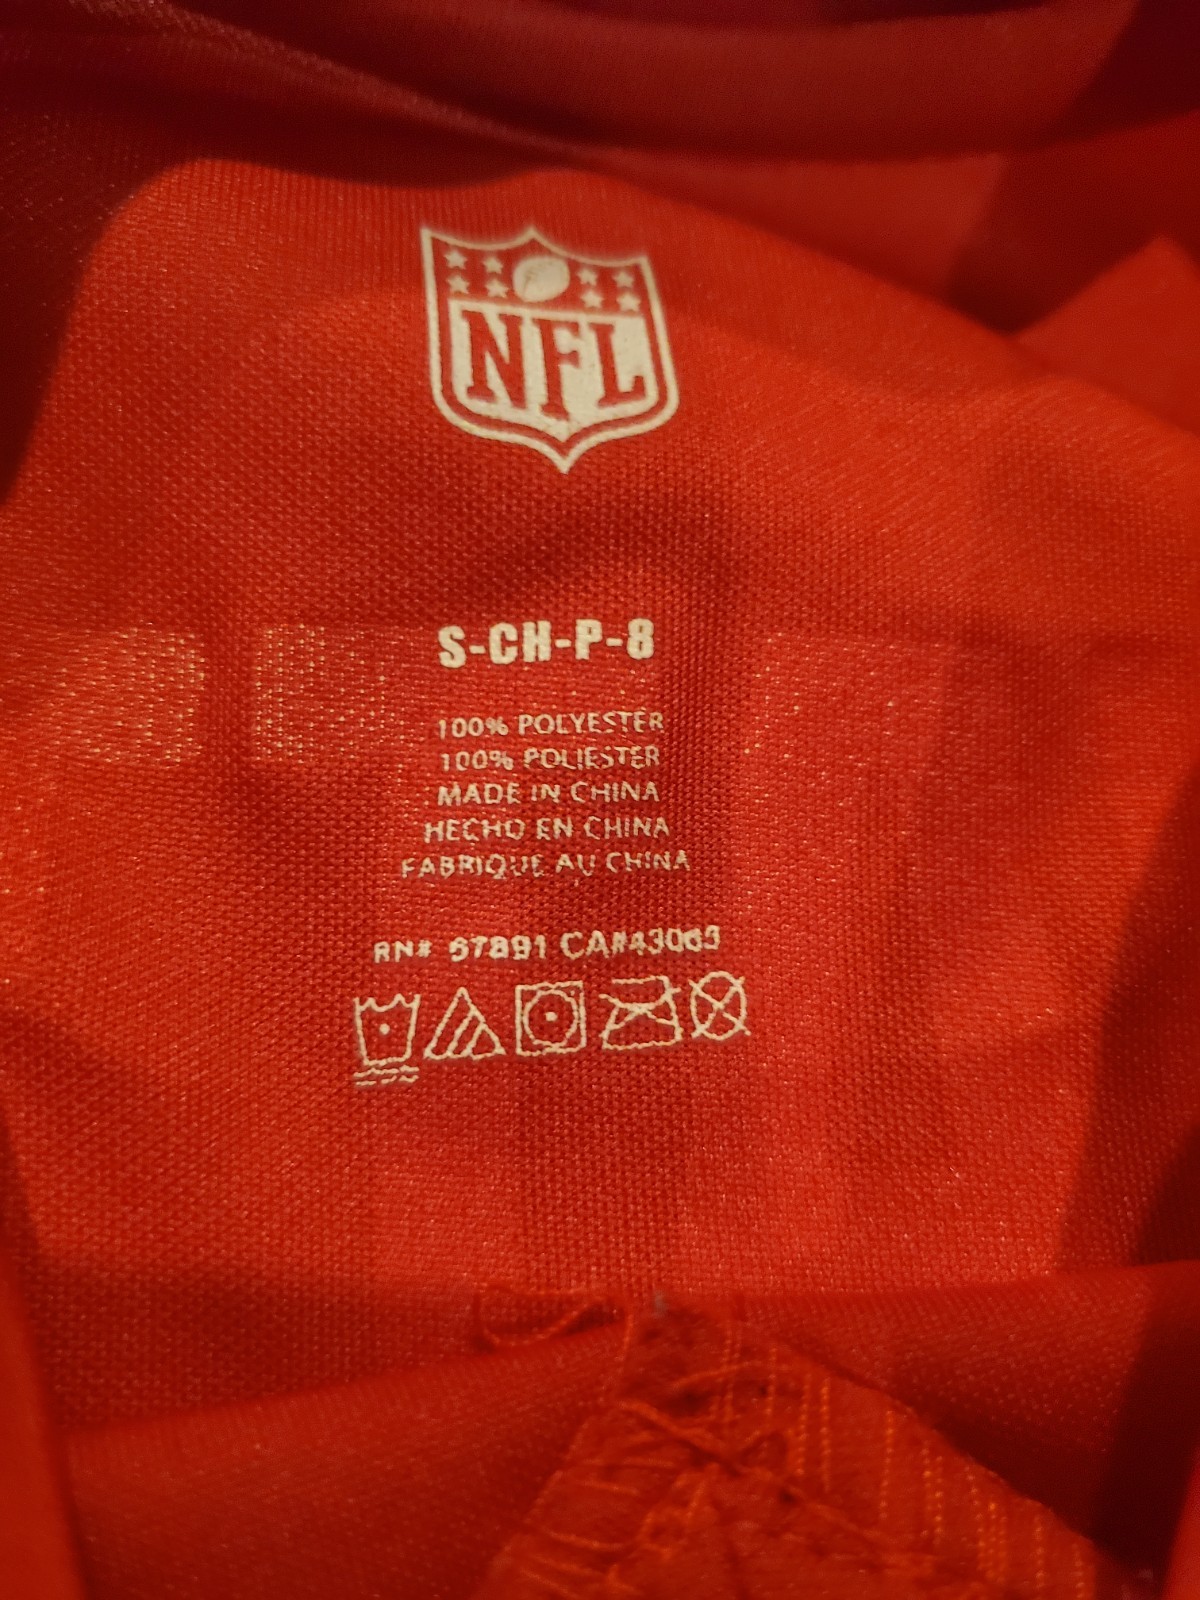 NFL
S-CH-P-8
100% POLYESTER
100% POLIESTER
MADE IN CHINA
HECHO EN CHINA
FABRIQUE AU CHINA
RN# 67891 CA#43063